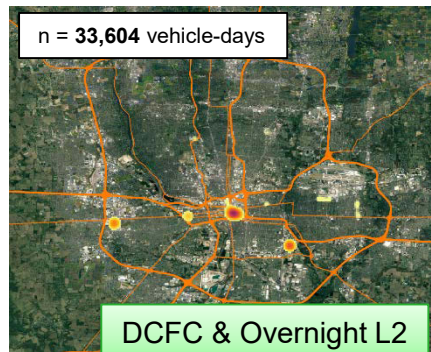 n = 33,604 vehicle-days
DCFC & Overnight L2